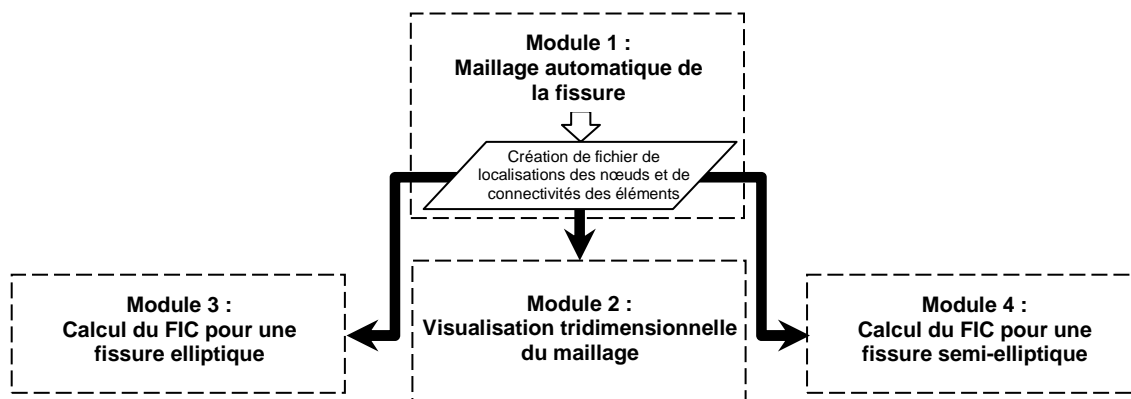 Module 1 :
Maillage automatique de
la fissure
Création de fichier de
localisations des nœuds et de
connectivités des éléments
Module 3 :
Calcul du FIC pour une
fissure elliptique
Module 2 :
Visualisation tridimensionnelle
du maillage
Module 4 :
Calcul du FIC pour une
fissure semi-elliptique